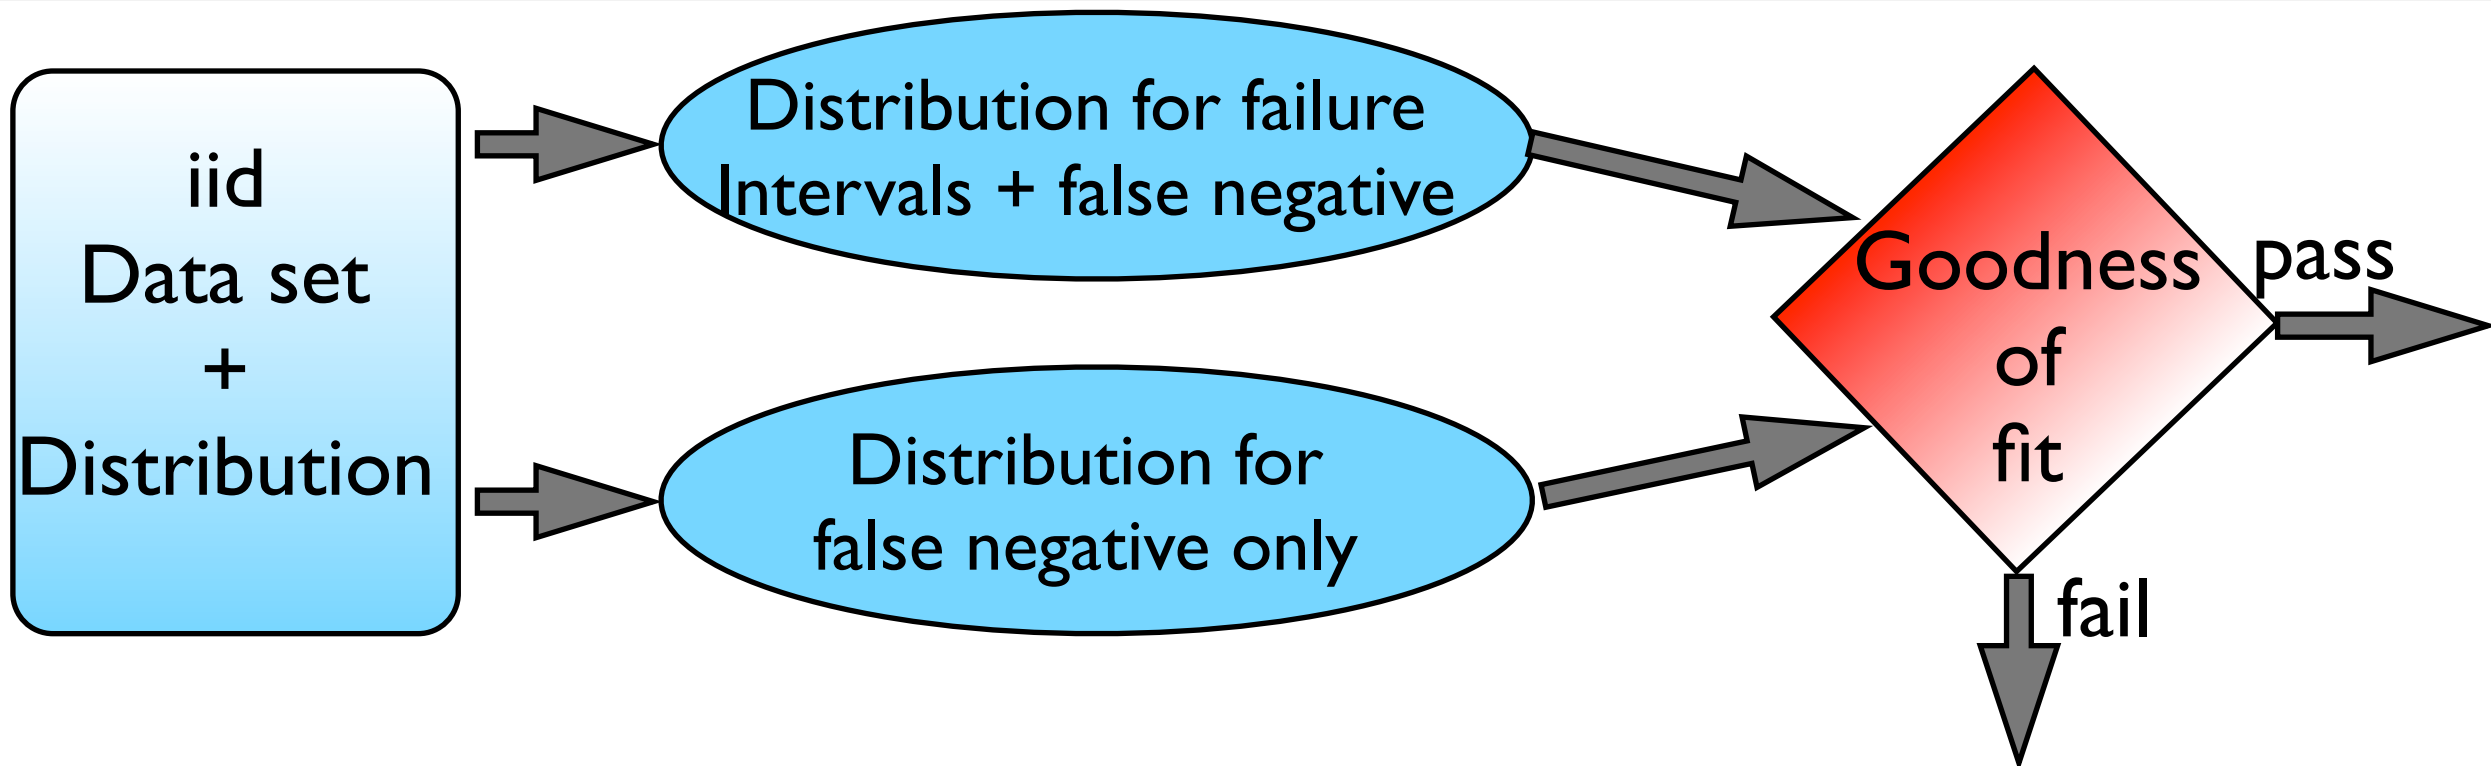 iid
Data set
+
Distribution
Distribution for failure
Intervals + false negative
Distribution for
false negative only
Goodness
of
fit
pass
fail